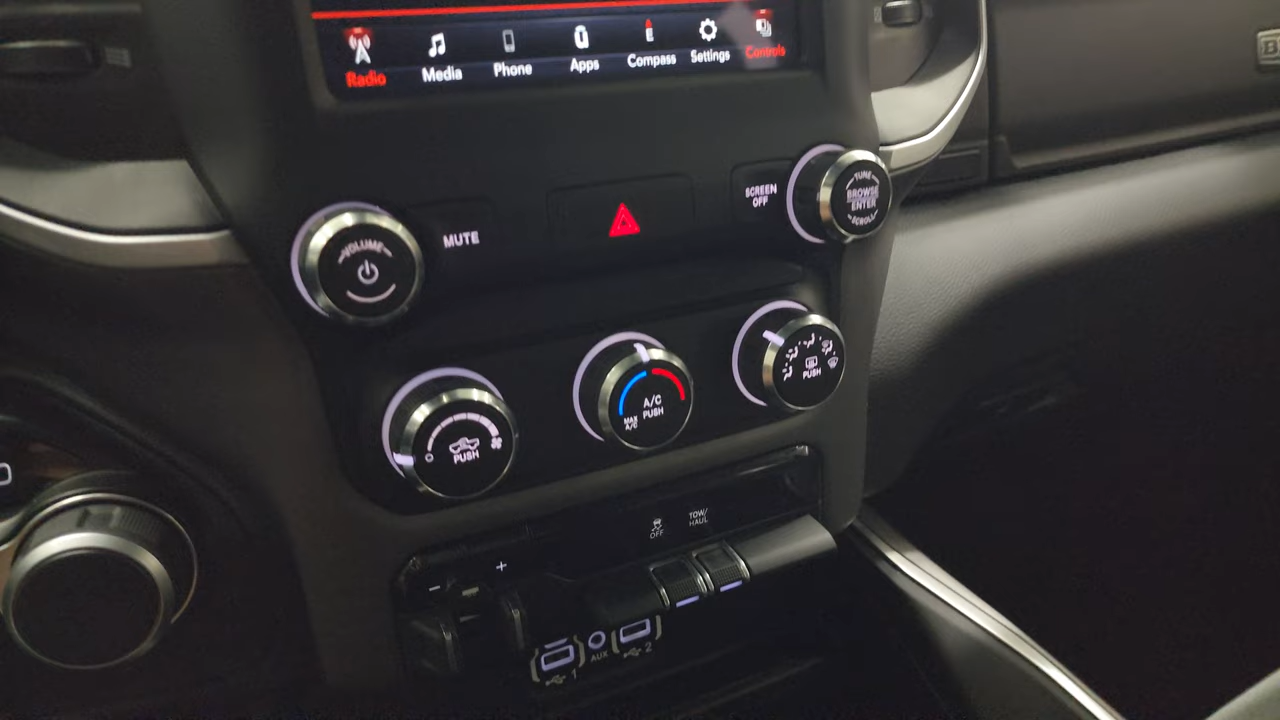 Radio
Media
Phone
Apps
Compass
Settings
Controls
VOLUME
MUTE
SCREEN
OFF
TUNE
BROWSE
ENTER
SCROLL
PUSH
A/C
PUSH
MAX
A/C
PUSH
OFF
TOW/
HAUL
- +
1
AUX
2